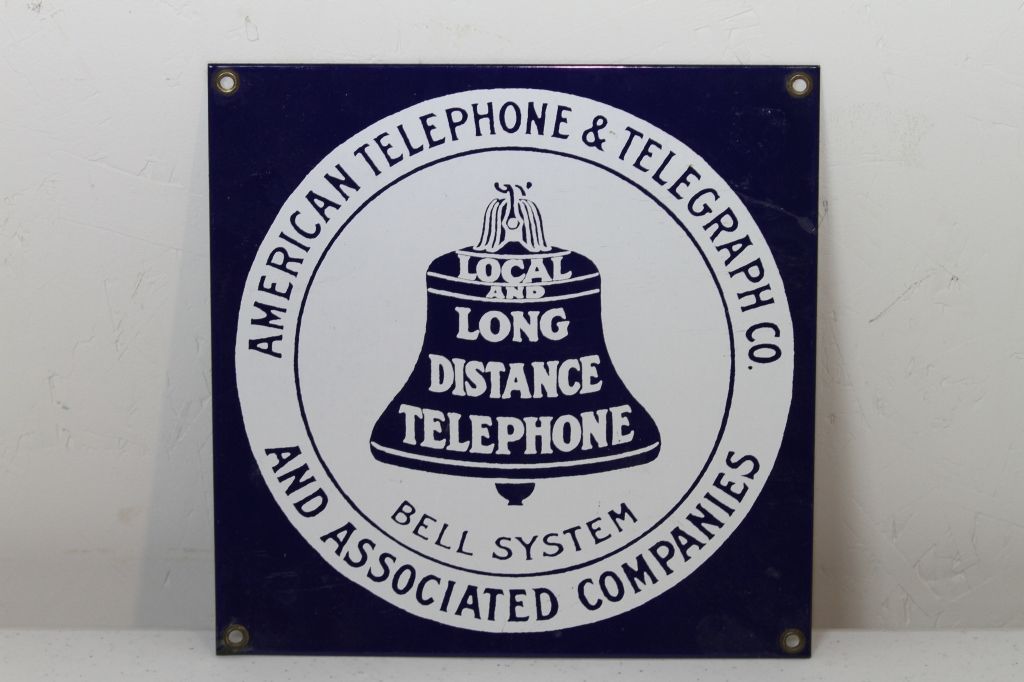 AMERICAN TELEPHONE & TELEGRAPH CO.
LOCAL
AND
LONG
DISTANCE
TELEPHONE
BELL SYSTEM
AND ASSOCIATED COMPANIES